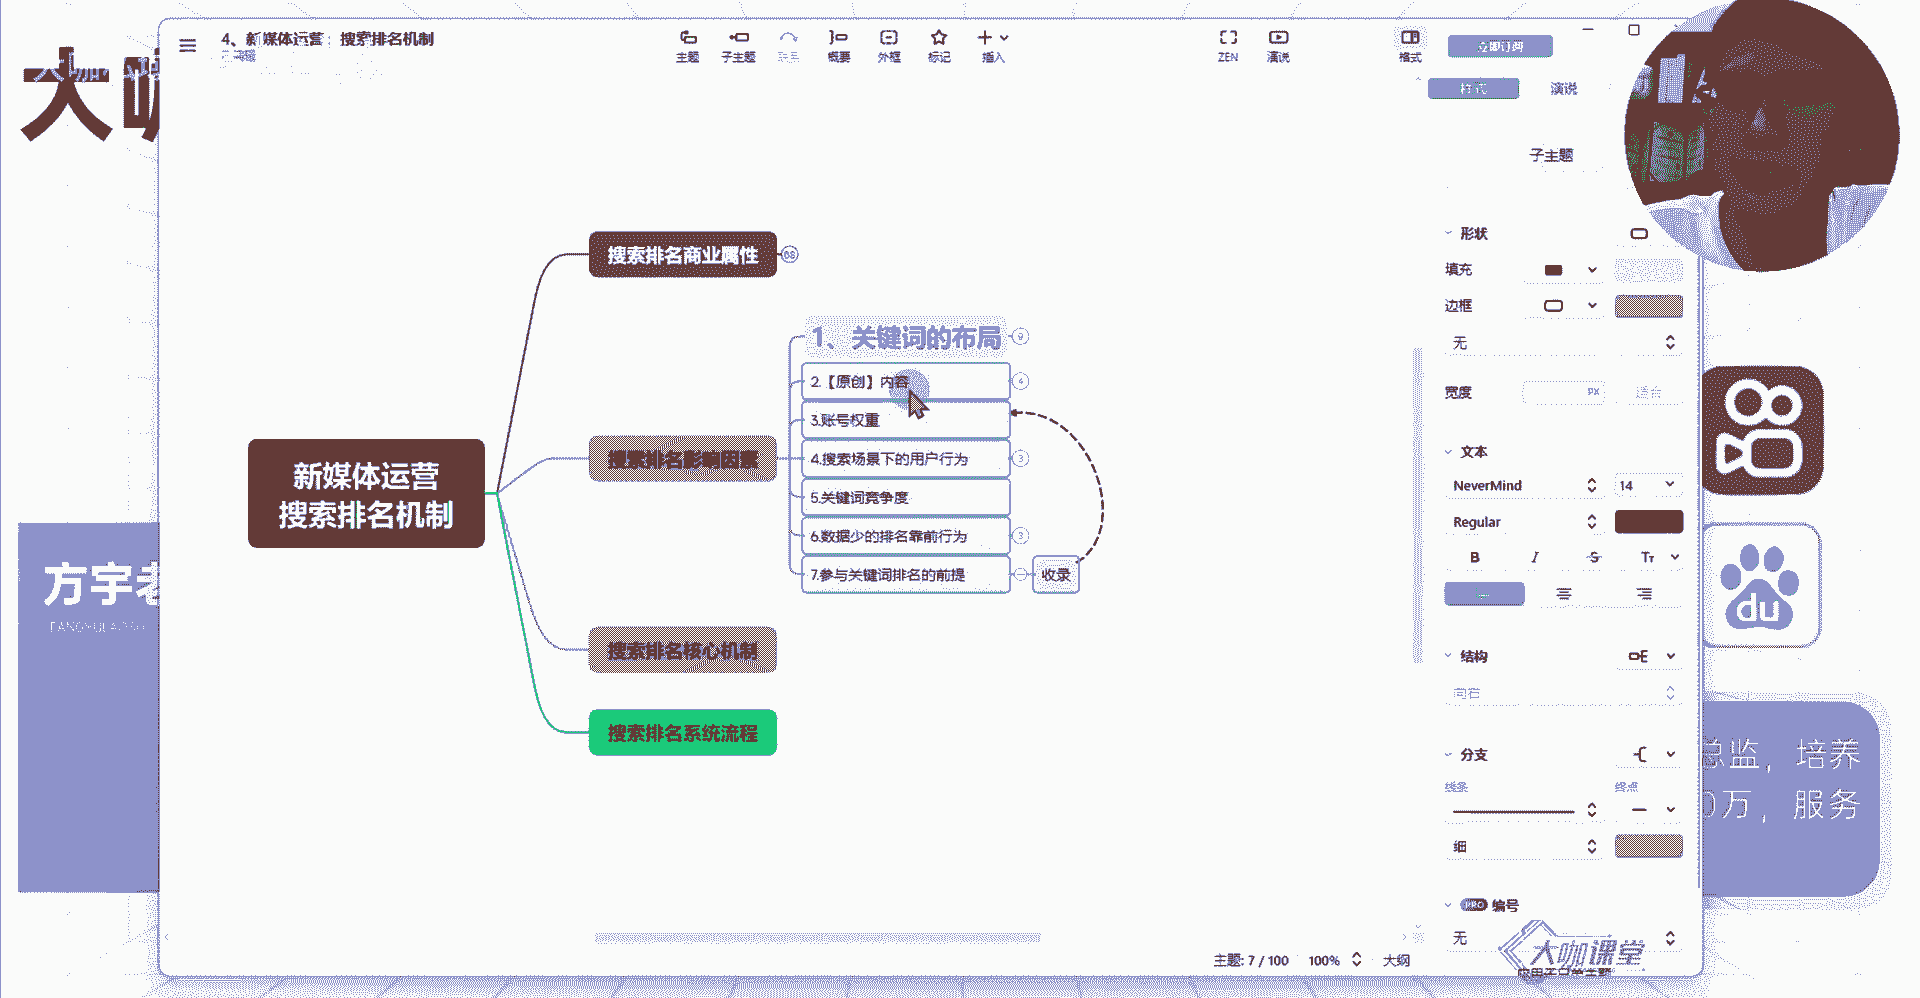 4、新媒体运营：搜索排名机制
已编辑
主题
子主题
联系
概要
外框
标记
插入
ZEN
演说
格式
立即订阅
样式
演说
子主题
大咖
形状
填充
边框
无
宽度
PX
适合
文本
NeverMind
14
Regular
B
I
S
Tт
结构
向右
分支
线条
终点
细
PRO 编号
无
搜索排名商业属性
新媒体运营
搜索排名机制
搜索排名影响因素
1、关键词的布局
9
2.【原创】内容
4
3.账号权重
4.搜索场景下的用户行为
3
5.关键词竞争度
6.数据少的排名靠前行为
3
7.参与关键词排名的前提
收录
搜索排名核心机制
搜索排名系统流程
方宇老
du
总监，培养
0万，服务
主题: 7 / 100
100%
大纲
大咖课堂